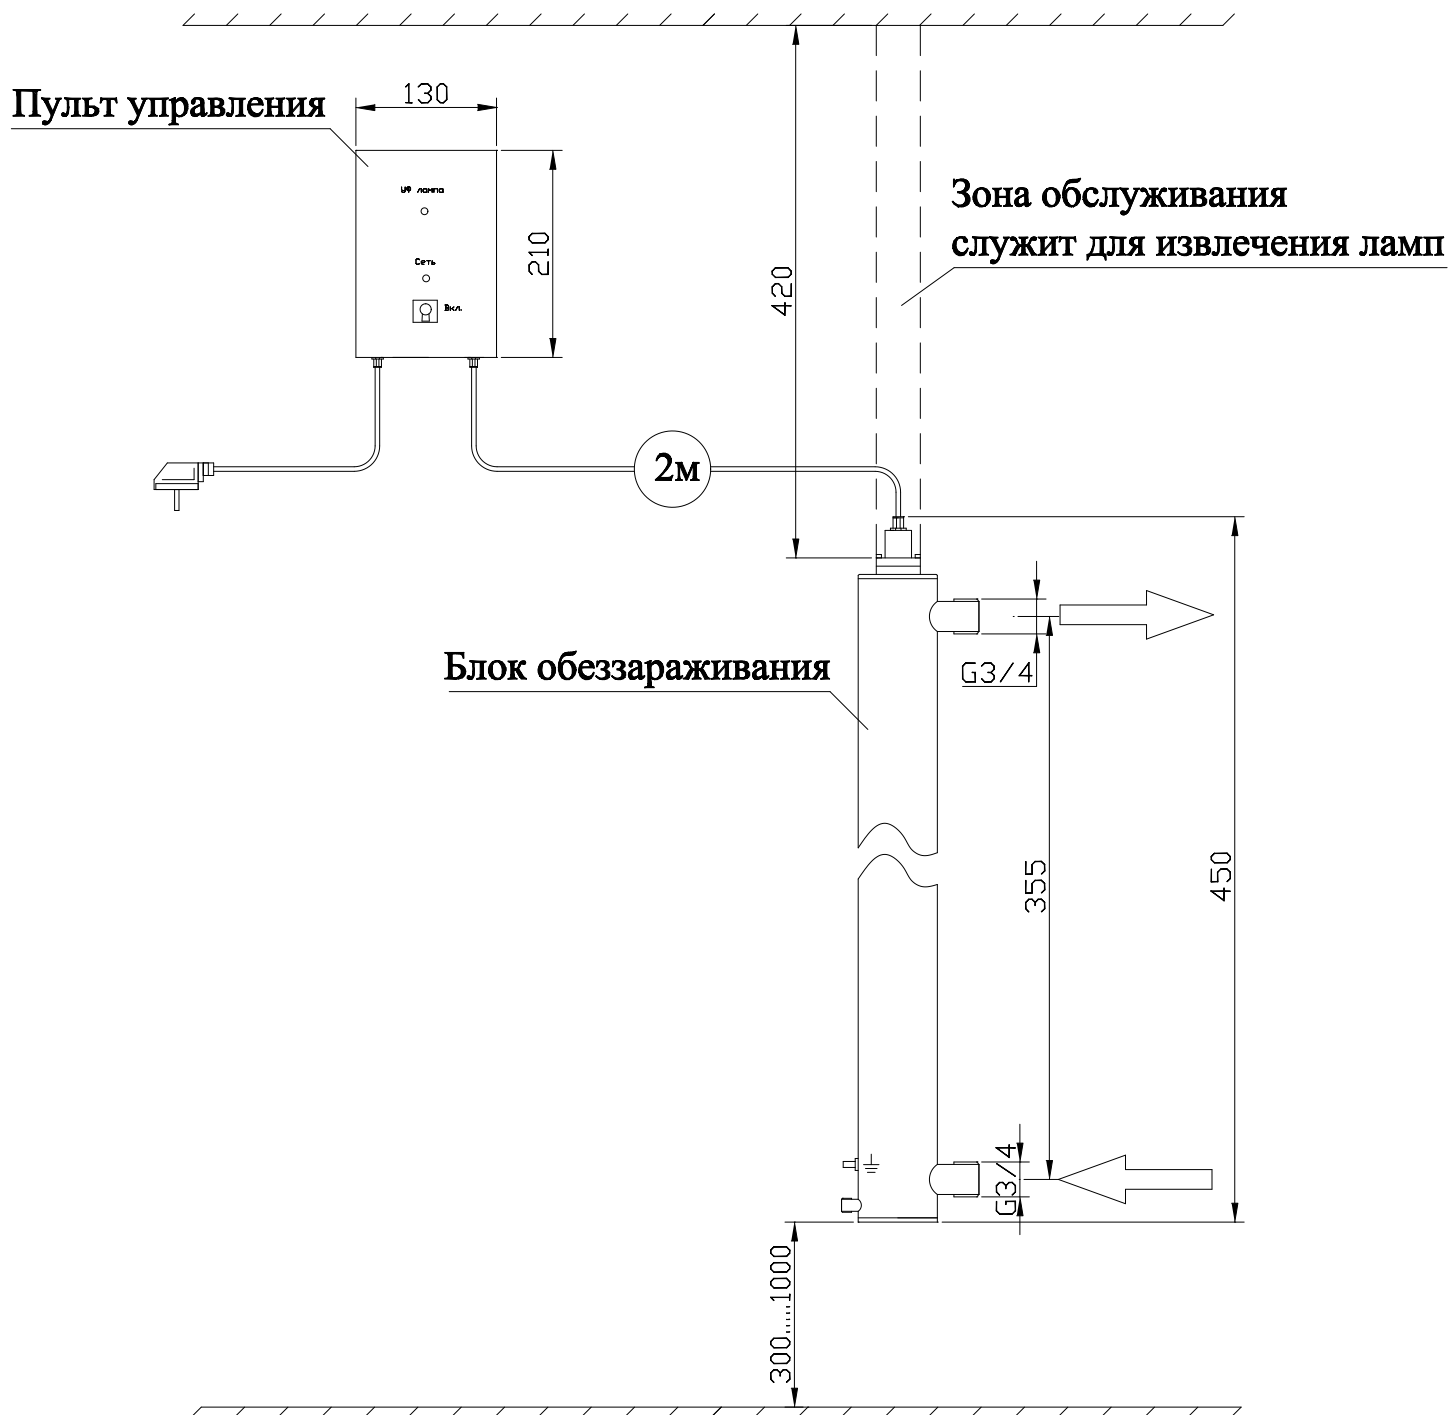 130
Пульт управления
УФ лампа
Сеть
Вкл.
210
Зона обслуживания
служит для извлечения ламп
420
2м
G3/4
Блок обеззараживания
355
450
G3/4
300.....1000